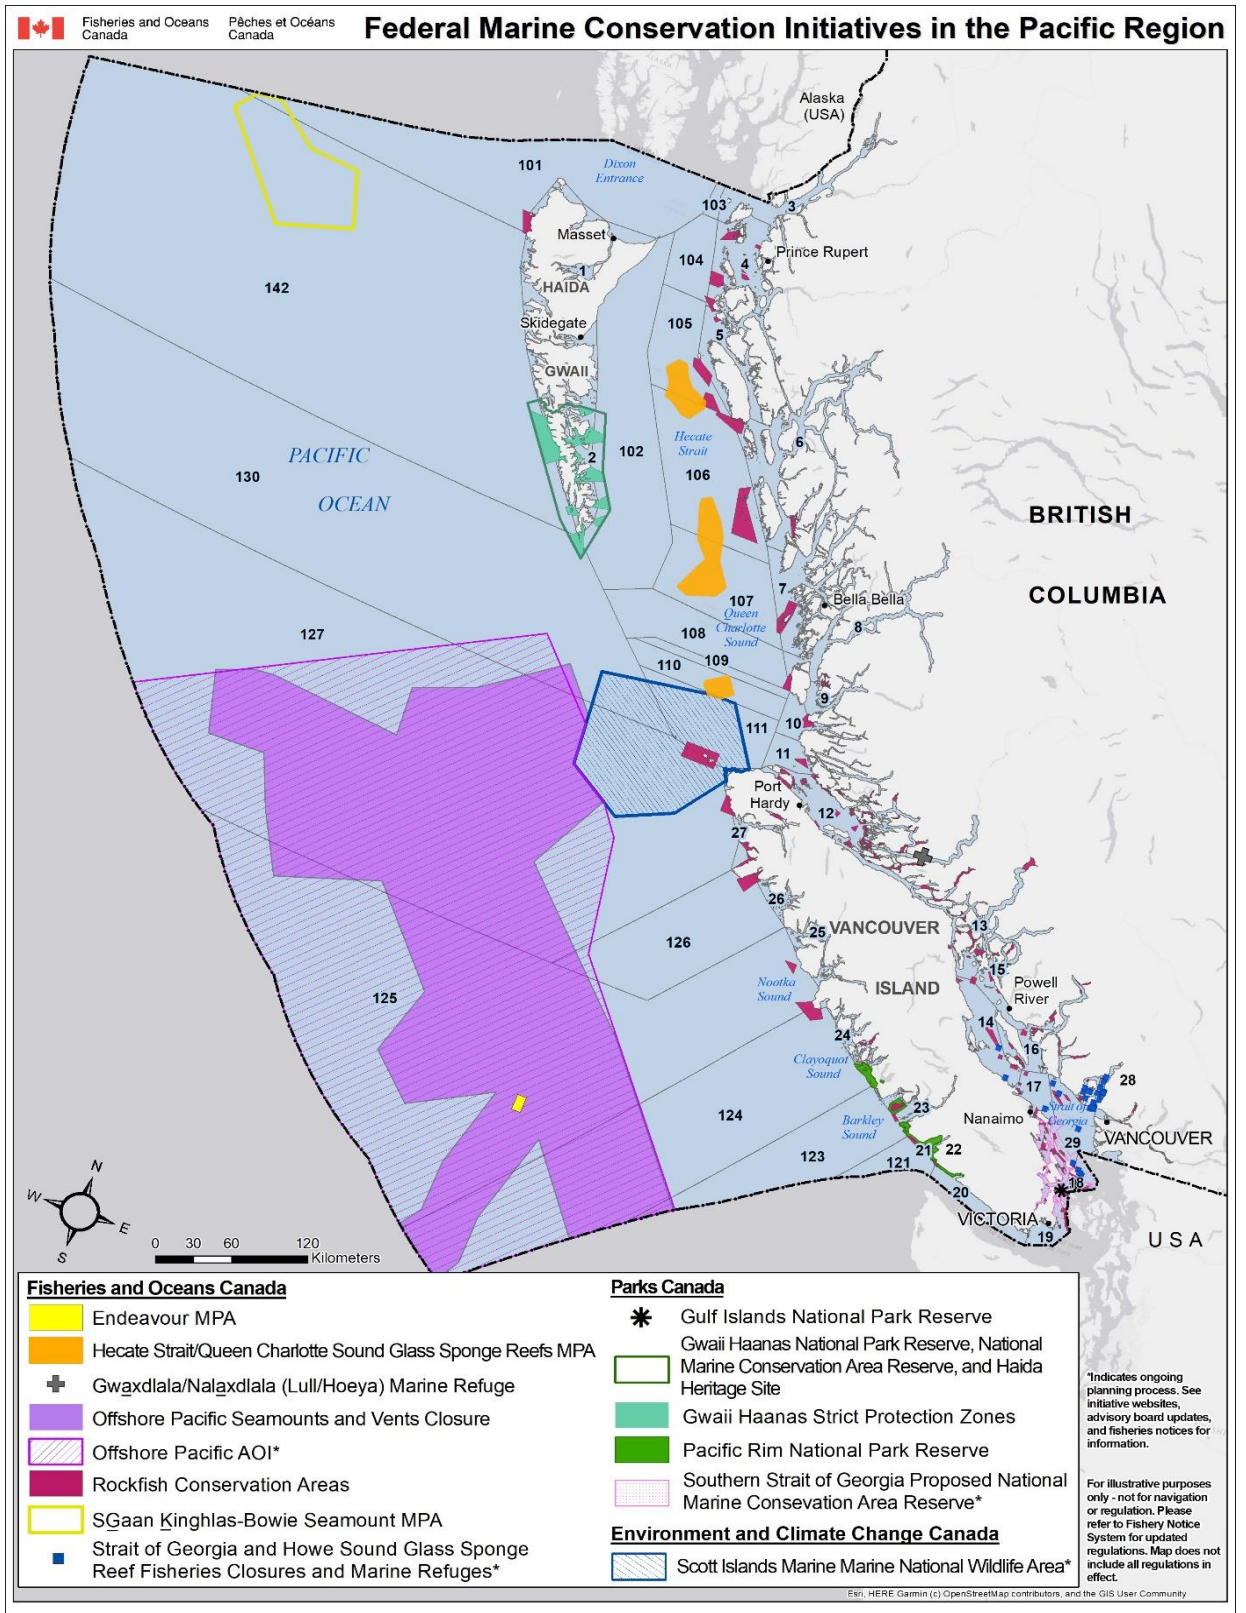 Fisheries and Oceans
Canada
Pêches et Océans
Canada
Federal Marine Conservation Initiatives in the Pacific Region
Alaska
(USA)
101
Dixon
Entrance
103
3
Masset
Prince Rupert
104
4
1
HAIDA
142
105
5
Skidegate
GWAII
Hecate
Strait
6
102
2
PACIFIC
OCEAN
130
106
BRITISH
COLUMBIA
7
107
Bella Bella
Queen
Charlotte
Sound
8
127
108
109
110
9
111
10
11
Port
Hardy
12
27
26
25
VANCOUVER
ISLAND
13
126
15
Nootka
Sound
Powell
River
125
14
24
16
Clayoquot
Sound
17
28
Strait of
Georgia
23
Nanaimo
124
Barkley
Sound
VANCOUVER
29
21
22
123
121
18
20
VICTORIA
19
U S A
N
W
E
S
0 30 60 120
Kilometers
Fisheries and Oceans Canada
Endeavour MPA
Hecate Strait/Queen Charlotte Sound Glass Sponge Reefs MPA
Gwa̲xdlala/Nala̲xdlala (Lull/Hoeya) Marine Refuge
Offshore Pacific Seamounts and Vents Closure
Offshore Pacific AOI*
Rockfish Conservation Areas
SG̲aan K̲inghlas-Bowie Seamount MPA
Strait of Georgia and Howe Sound Glass Sponge
Reef Fisheries Closures and Marine Refuges*
Parks Canada
Gulf Islands National Park Reserve
Gwaii Haanas National Park Reserve, National
Marine Conservation Area Reserve, and Haida
Heritage Site
Gwaii Haanas Strict Protection Zones
Pacific Rim National Park Reserve
Southern Strait of Georgia Proposed National
Marine Consevation Area Reserve*
Environment and Climate Change Canada
Scott Islands Marine Marine National Wildlife Area*
*Indicates ongoing
planning process. See
initiative websites,
advisory board updates,
and fisheries notices for
information.
For illustrative purposes
only - not for navigation
or regulation. Please
refer to Fishery Notice
System for updated
regulations. Map does not
include all regulations in
effect.
Esri, HERE Garmin (c) OpenStreetMap contributors, and the GIS User Community